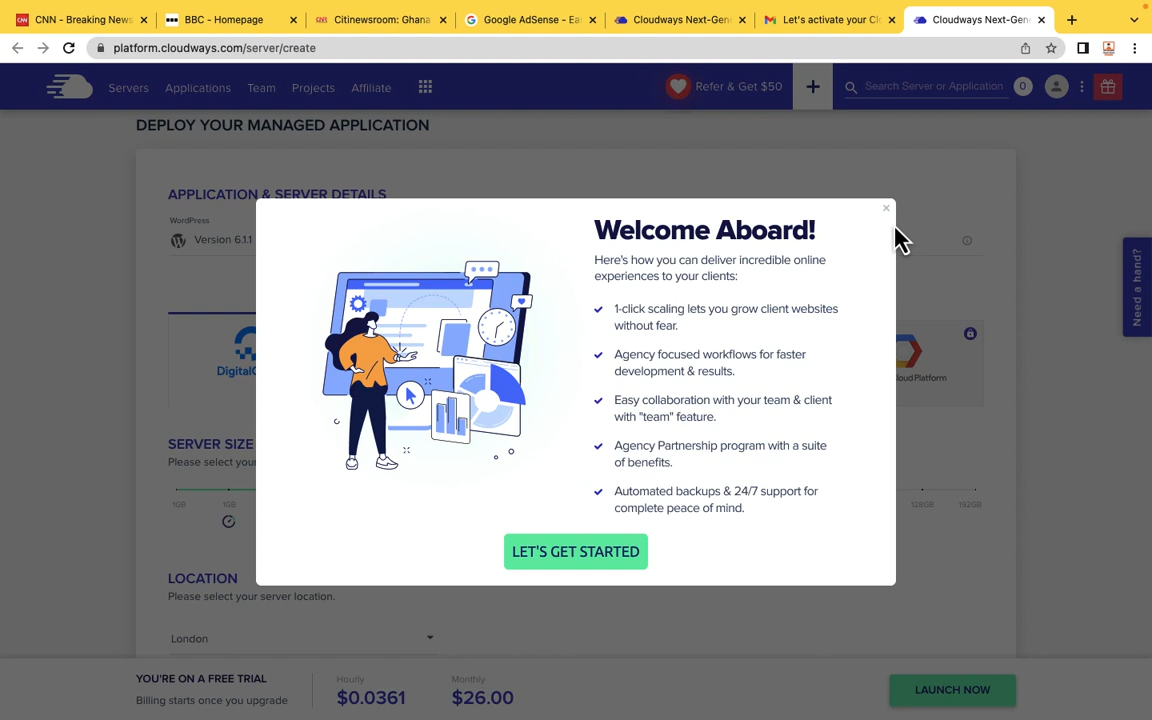 CNN - Breaking News
BBC - Homepage
Citinewsroom: Ghana
Google AdSense - Ea
Cloudways Next-Gen
Let's activate your Cl
Cloudways Next-Gen
platform.cloudways.com/server/create
Servers
Applications
Team
Projects
Affiliate
Refer & Get $50
Search Server or Application
0
DEPLOY YOUR MANAGED APPLICATION
APPLICATION & SERVER DETAILS
WordPress
Version 6.1.1
Welcome Aboard!
Here's how you can deliver incredible online
experiences to your clients:
1-click scaling lets you grow client websites
without fear.
Agency focused workflows for faster
development & results.
Easy collaboration with your team & client
with "team" feature.
Agency Partnership program with a suite
of benefits.
Automated backups & 24/7 support for
complete peace of mind.
LET'S GET STARTED
Need a hand?
SERVER SIZE
Please select your
1GB
1GB
128GB
192GB
LOCATION
Please select your server location.
London
YOU'RE ON A FREE TRIAL
Billing starts once you upgrade
Hourly
$0.0361
Monthly
$26.00
LAUNCH NOW